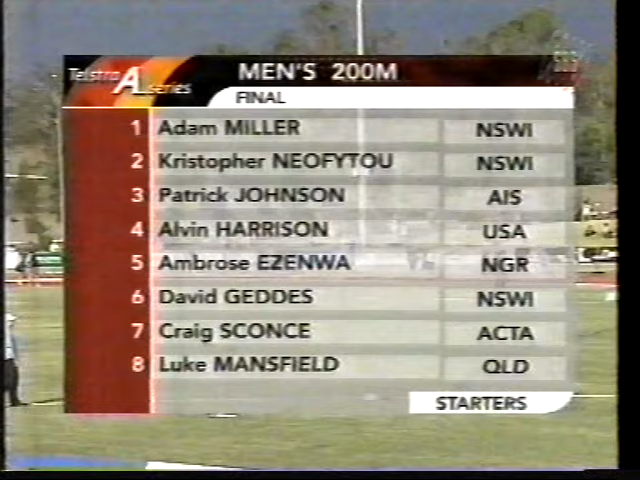 Telstra A series
MEN'S 200M
FINAL
1 Adam MILLER NSWI
2 Kristopher NEOFYTOU NSWI
3 Patrick JOHNSON AIS
4 Alvin HARRISON USA
5 Ambrose EZENWA NGR
6 David GEDDES NSWI
7 Craig SCONCE ACTA
8 Luke MANSFIELD QLD
STARTERS